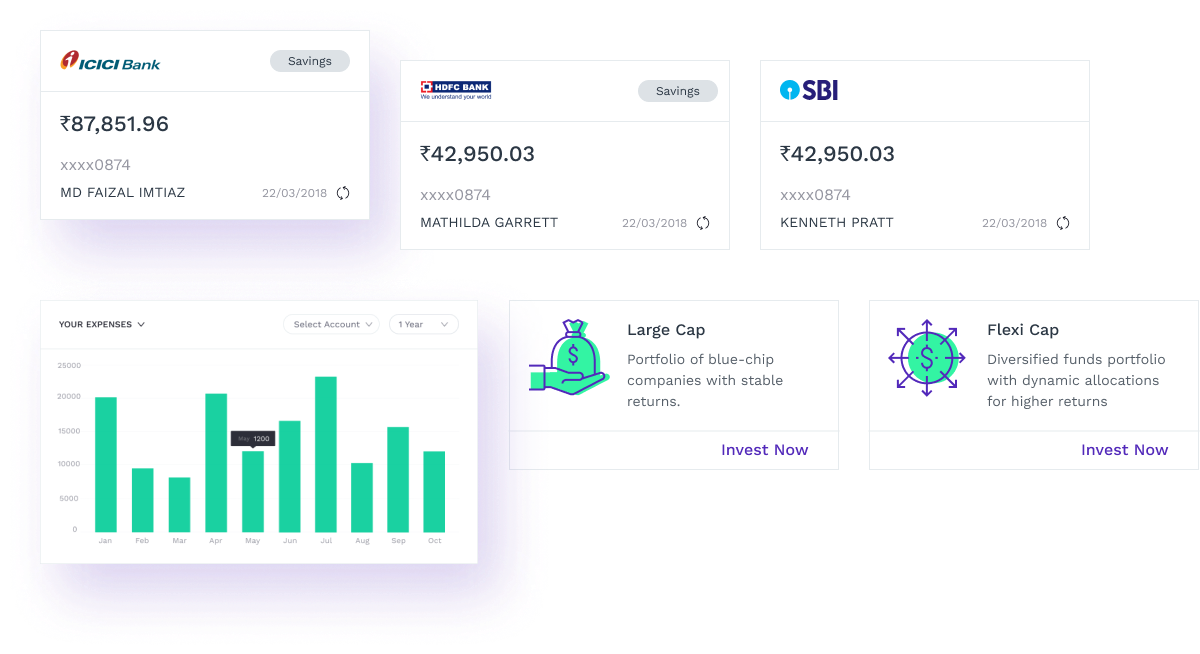 ICICI Bank
Savings
₹87,851.96
xxxx0874
MD FAIZAL IMTIAZ
22/03/2018
HDFC BANK
We understand your world
Savings
₹42,950.03
xxxx0874
MATHILDA GARRETT
22/03/2018
SBI
₹42,950.03
xxxx0874
KENNETH PRATT
22/03/2018
YOUR EXPENSES
Select Account
1 Year
25000
20000
15000
10000
5000
0
May 1200
Jan Feb Mar Apr May Jun Jul Aug Sep Oct
$
Large Cap
Portfolio of blue-chip
companies with stable
returns.
Invest Now
$
Flexi Cap
Diversified funds portfolio
with dynamic allocations
for higher returns
Invest Now